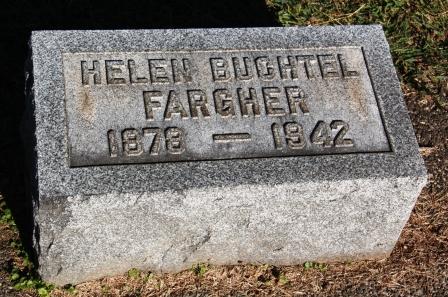 HELEN BUCHTEL
FARGHER
1878 — 1942